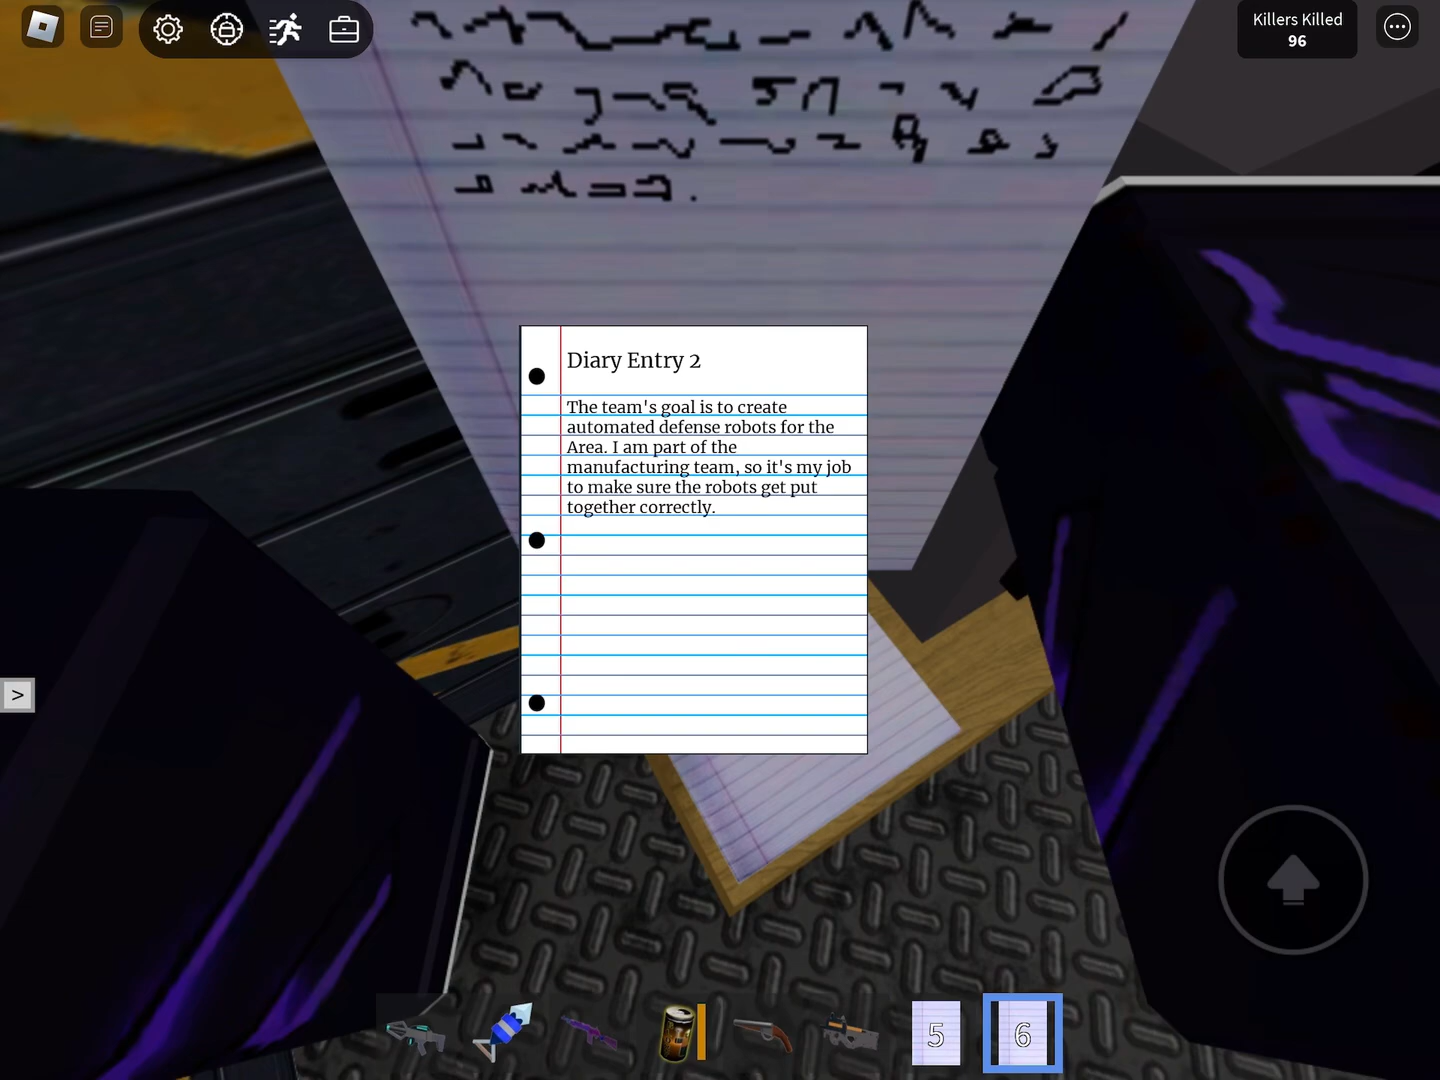 Killers Killed
96
Diary Entry 2
The team's goal is to create
automated defense robots for the
Area. I am part of the
manufacturing team, so it's my job
to make sure the robots get put
together correctly.
>
5
6